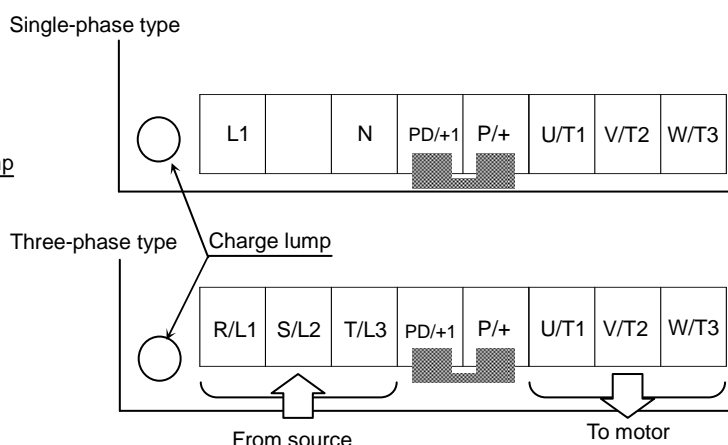 Single-phase type
L1 N PD/+1 P/+ U/T1 V/T2 W/T3
Three-phase type Charge lump
R/L1 S/L2 T/L3 PD/+1 P/+ U/T1 V/T2 W/T3
From source To motor